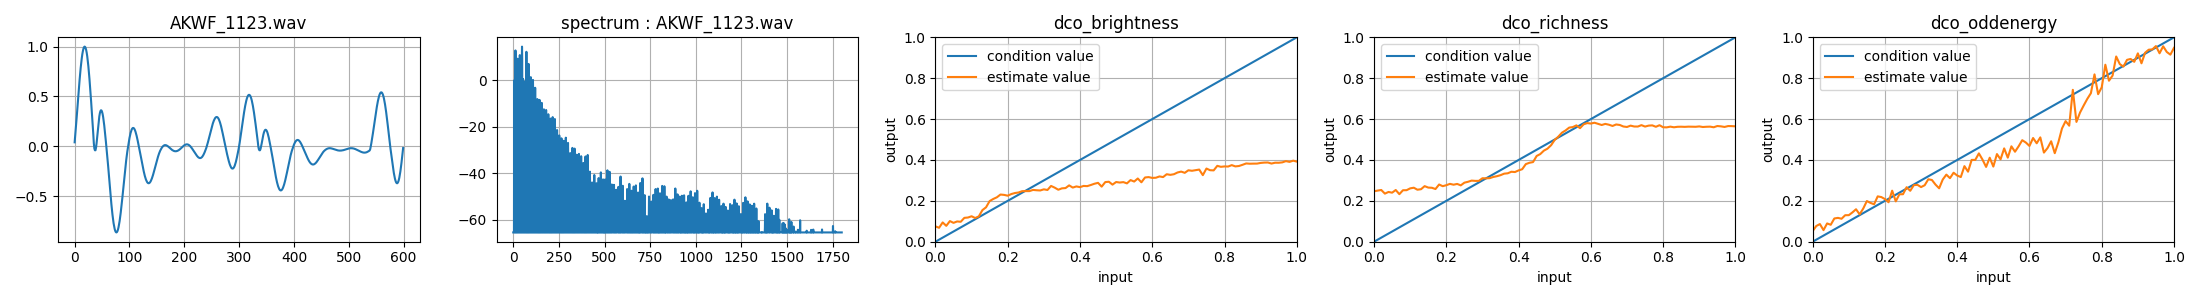 AKWF_1123.wav
1.0
0.5
0.0
−0.5
0 100 200 300 400 500 600
spectrum : AKWF_1123.wav
0
−20
−40
−60
0 250 500 750 1000 1250 1500 1750
dco_brightness
condition value
estimate value
output
1.0
0.8
0.6
0.4
0.2
0.0
0.0 0.2 0.4 0.6 0.8 1.0
input
dco_richness
condition value
estimate value
output
1.0
0.8
0.6
0.4
0.2
0.0
0.0 0.2 0.4 0.6 0.8 1.0
input
dco_oddenergy
condition value
estimate value
output
1.0
0.8
0.6
0.4
0.2
0.0
0.0 0.2 0.4 0.6 0.8 1.0
input